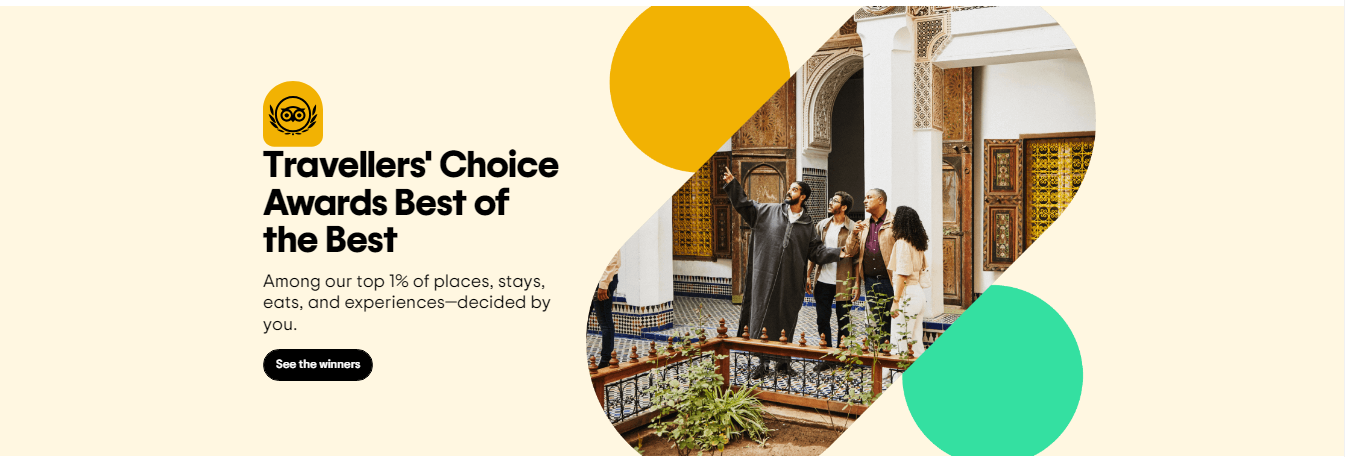 Travellers' Choice
Awards Best of
the Best
Among our top 1% of places, stays,
eats, and experiences—decided by
you.
See the winners